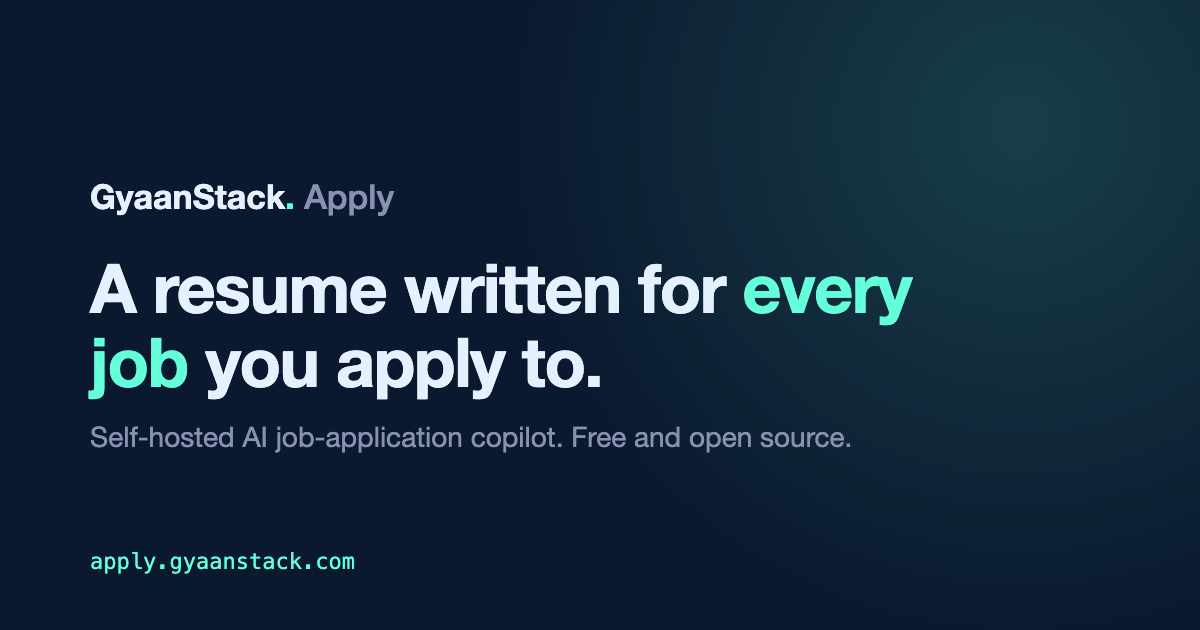 GyaanStack. Apply
A resume written for every
job you apply to.
Self-hosted AI job-application copilot. Free and open source.
apply.gyaanstack.com